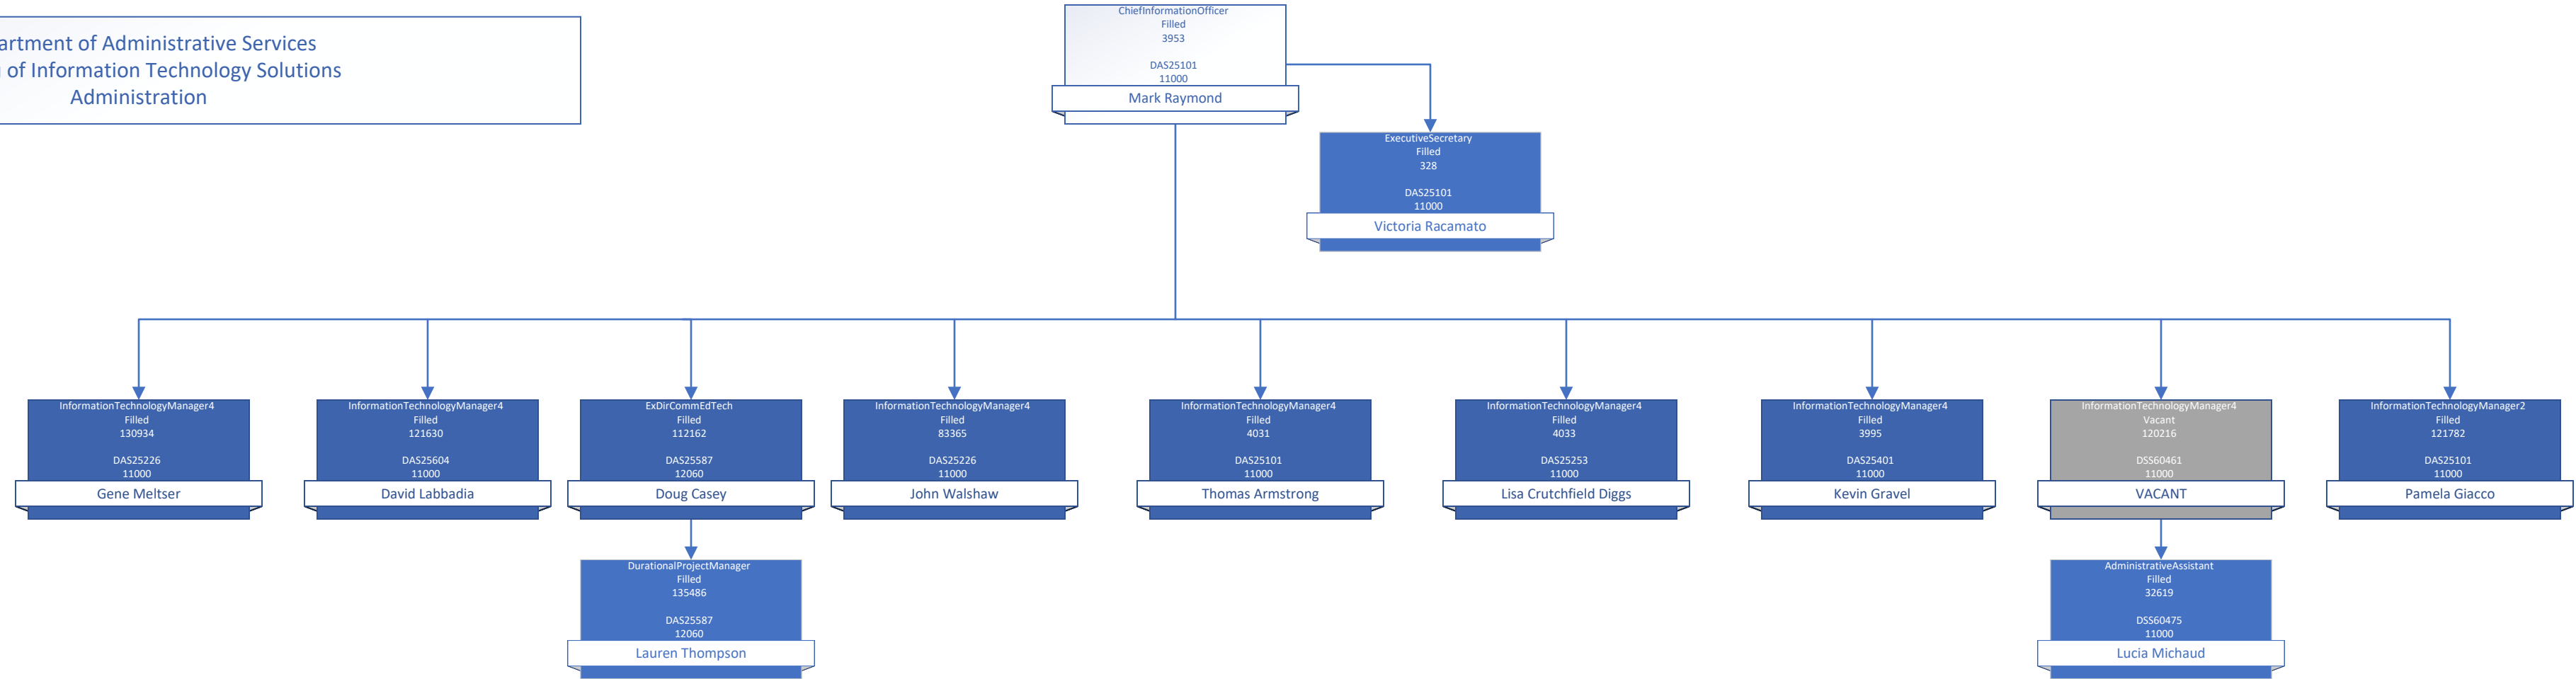 artment of Administrative Services
of Information Technology Solutions
Administration
ChiefInformationOfficer
Filled
3953
DAS25101
11000
Mark Raymond
ExecutiveSecretary
Filled
328
DAS25101
11000
Victoria Racamato
InformationTechnologyManager4
Filled
130934
DAS25226
11000
Gene Meltser
InformationTechnologyManager4
Filled
121630
DAS25604
11000
David Labbadia
ExDirCommEdTech
Filled
112162
DAS25587
12060
Doug Casey
InformationTechnologyManager4
Filled
83365
DAS25226
11000
John Walshaw
InformationTechnologyManager4
Filled
4031
DAS25101
11000
Thomas Armstrong
InformationTechnologyManager4
Filled
4033
DAS25253
11000
Lisa Crutchfield Diggs
InformationTechnologyManager4
Filled
3995
DAS25401
11000
Kevin Gravel
InformationTechnologyManager4
Vacant
120216
DSS60461
11000
VACANT
InformationTechnologyManager2
Filled
121782
DAS25101
11000
Pamela Giacco
DurationalProjectManager
Filled
135486
DAS25587
12060
Lauren Thompson
AdministrativeAssistant
Filled
32619
DSS60475
11000
Lucia Michaud